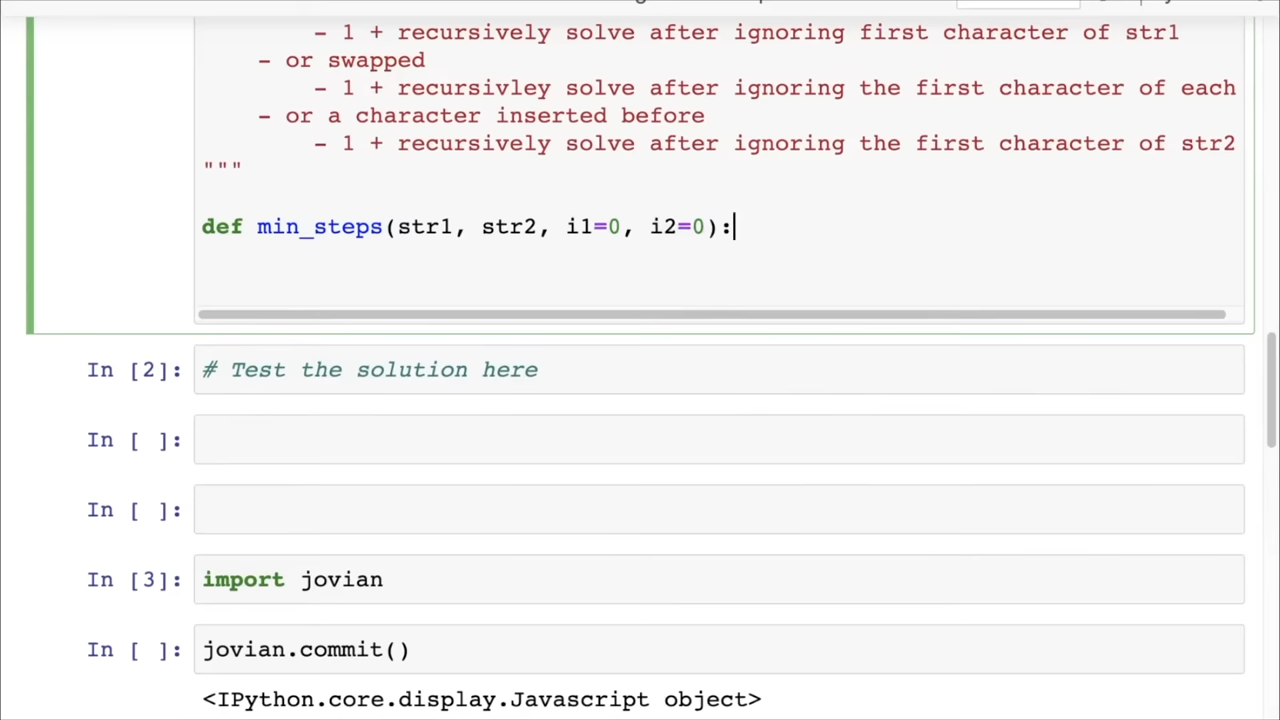 - 1 + recursively solve after ignoring first character of str1
- or swapped
- 1 + recursivley solve after ignoring the first character of each
- or a character inserted before
- 1 + recursively solve after ignoring the first character of str2
"""
def min_steps(str1, str2, i1=0, i2=0):
In [2]: # Test the solution here
In [ ]:
In [ ]:
In [3]: import jovian
In [ ]: jovian.commit()
<IPython.core.display.Javascript object>